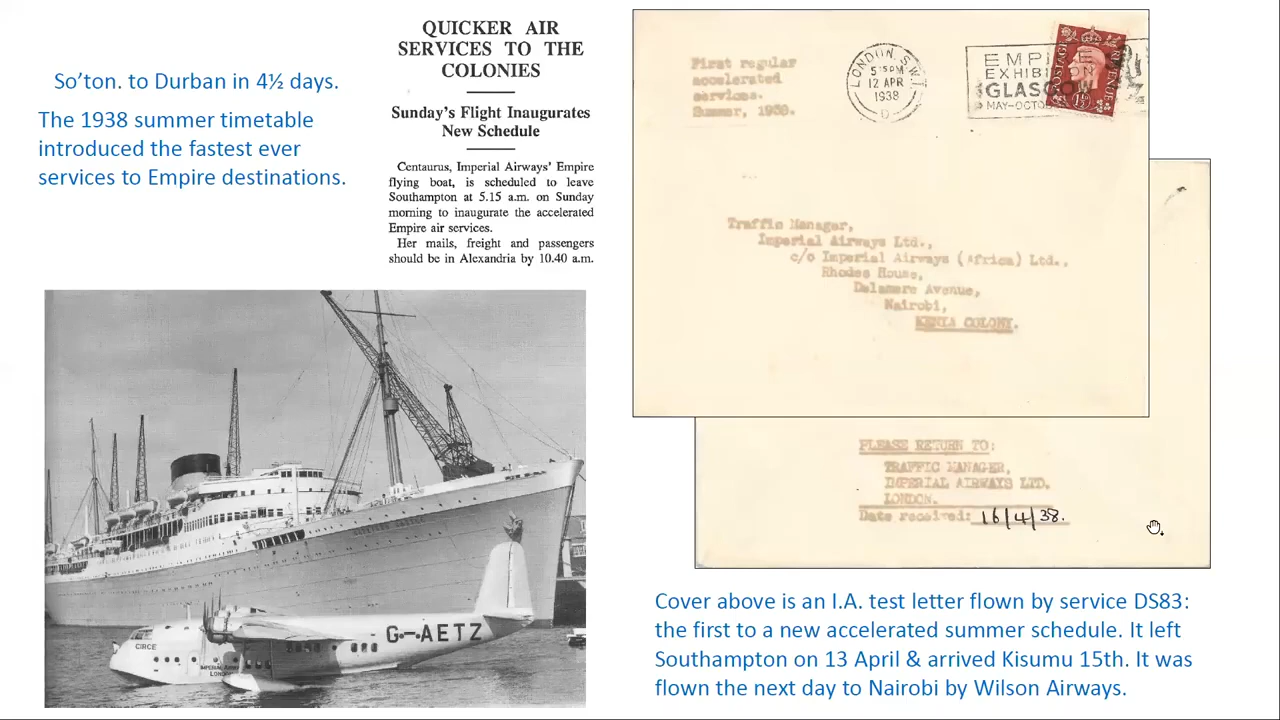 So'ton. to Durban in 4½ days.
The 1938 summer timetable
introduced the fastest ever
services to Empire destinations.
QUICKER AIR
SERVICES TO THE
COLONIES
Sunday's Flight Inaugurates
New Schedule
Centaurus, Imperial Airways' Empire
flying boat, is scheduled to leave
Southampton at 5.15 a.m. on Sunday
morning to inaugurate the accelerated
Empire air services.
Her mails, freight and passengers
should be in Alexandria by 10.40 a.m.
First regular
accelerated
services.
Summer, 1938.
LONDON S.W.1
5 15 PM
12 APR
1938
EMPIRE
EXHIBITION
GLASGOW
MAY-OCTO
POSTAGE
REVENUE
Traffic Manager,
Imperial Airways Ltd.,
c/o Imperial Airways (Africa) Ltd.,
Rhodes House,
Delamere Avenue,
Nairobi,
KENIA COLONY.
PLEASE RETURN TO:
TRAFFIC MANAGER,
IMPERIAL AIRWAYS LTD.
LONDON.
Date received: 16/4/38.
CIRCE
IMPERIAL AIRWAYS
LONDON
G-AETZ
Cover above is an I.A. test letter flown by service DS83:
the first to a new accelerated summer schedule. It left
Southampton on 13 April & arrived Kisumu 15th. It was
flown the next day to Nairobi by Wilson Airways.